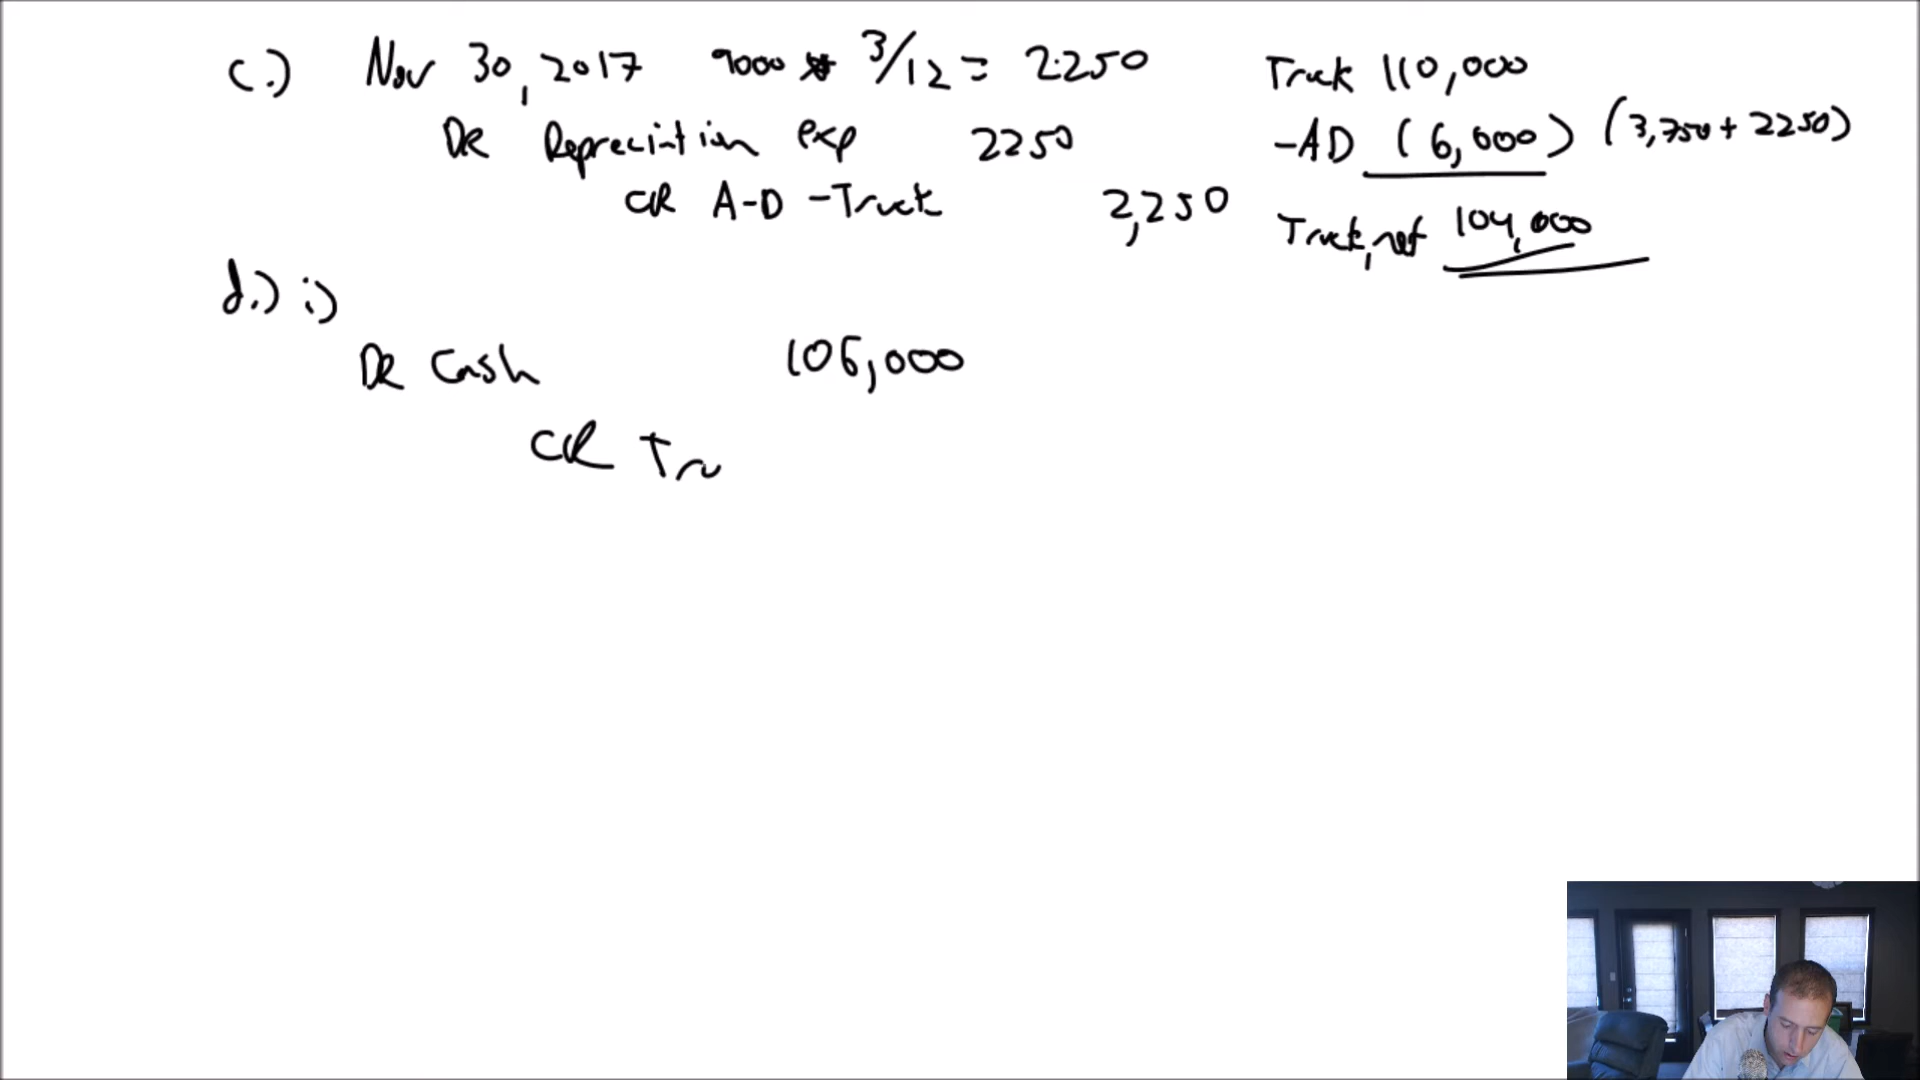 c.) Nov 30, 2017 9000 * 3/12 = 2250
DR Depreciation exp 2250
CR A-D - Truck 2,250
Truck 110,000
- AD (6,000) (3,750 + 2250)
Truck, net 104,000
d.) i)
DR Cash 106,000
CR Tru